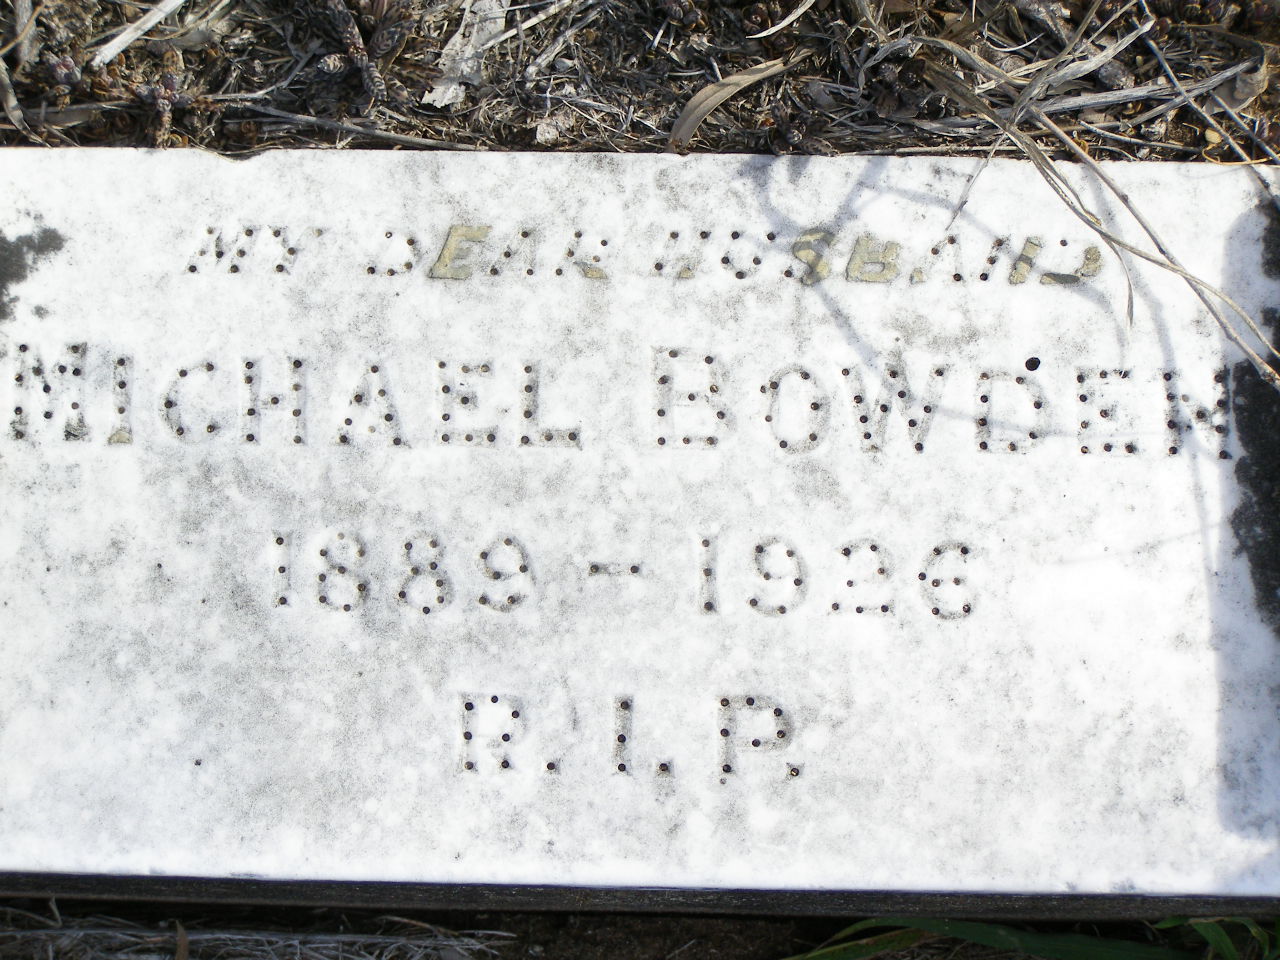 MY DEAR HUSBAND
MICHAEL BOWDEN
1889 - 1926
R.I.P.